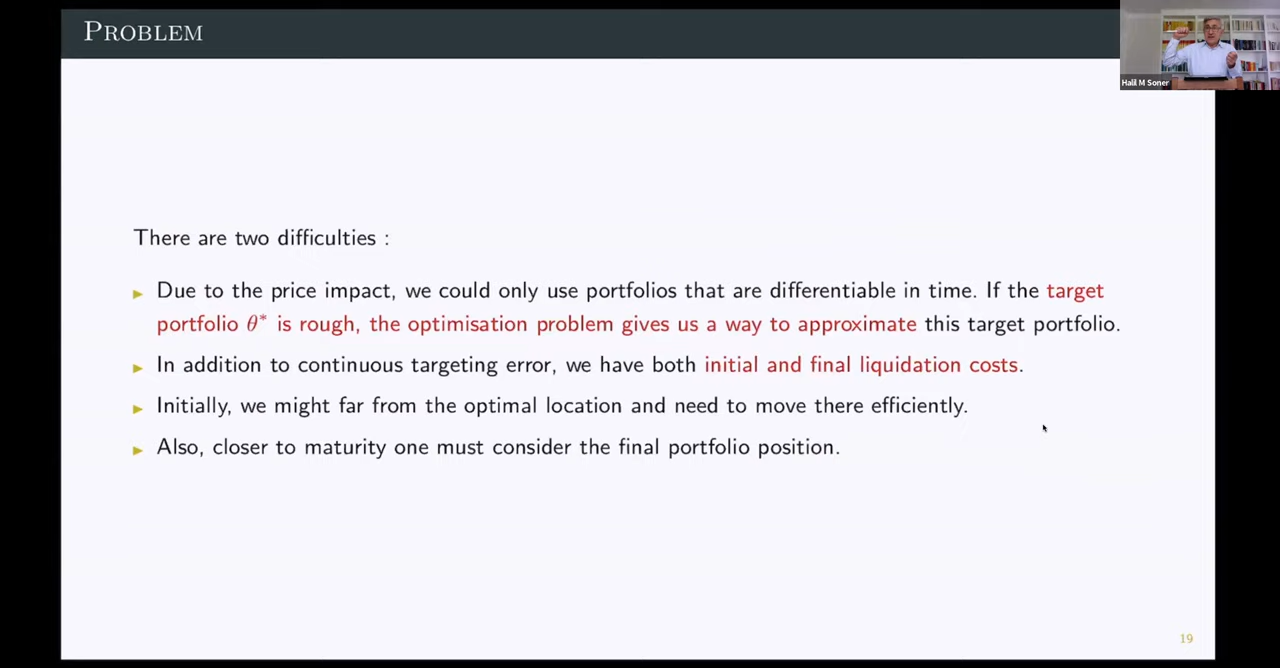 PROBLEM
Halil M Soner
There are two difficulties :
► Due to the price impact, we could only use portfolios that are differentiable in time. If the target
portfolio θ* is rough, the optimisation problem gives us a way to approximate this target portfolio.
► In addition to continuous targeting error, we have both initial and final liquidation costs.
► Initially, we might far from the optimal location and need to move there efficiently.
► Also, closer to maturity one must consider the final portfolio position.
19